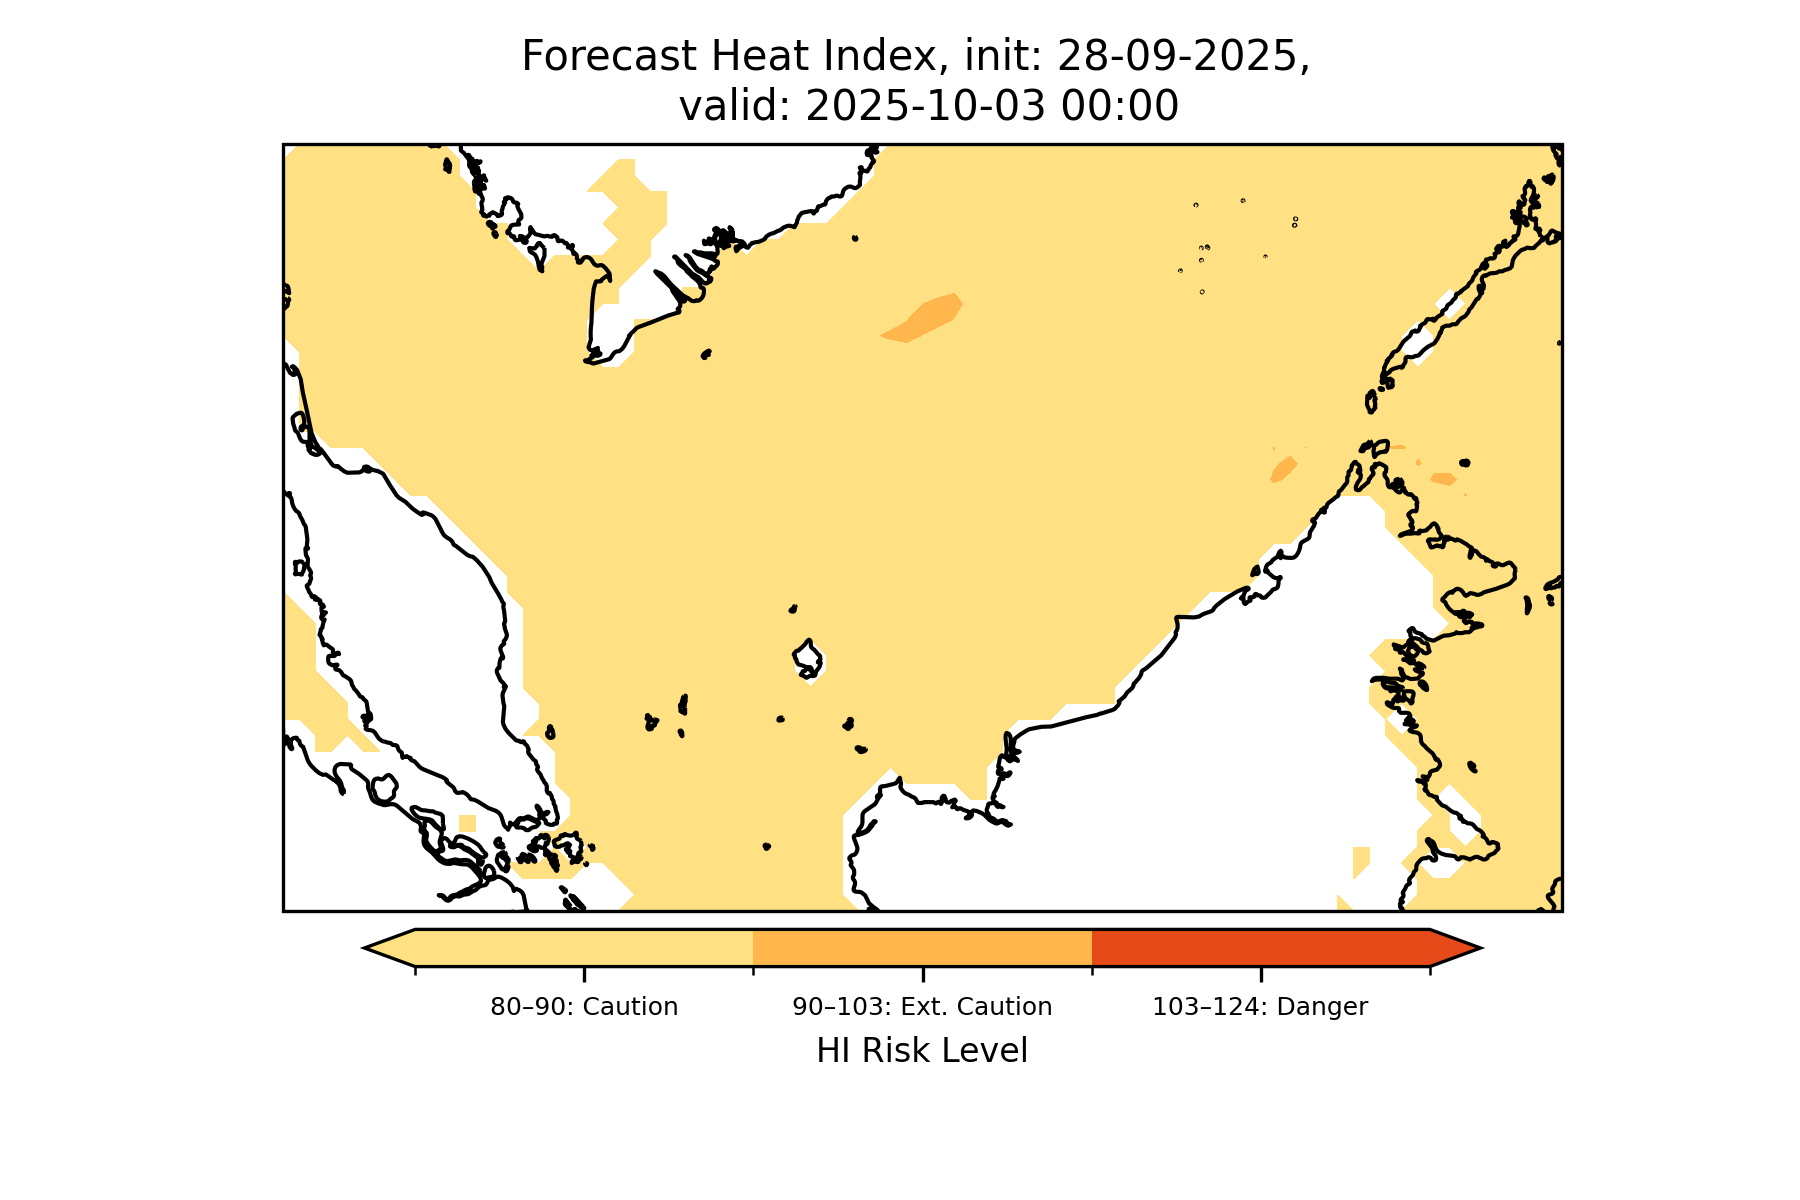 Forecast Heat Index, init: 28-09-2025,
valid: 2025-10-03 00:00
80–90: Caution
90–103: Ext. Caution
103–124: Danger
HI Risk Level